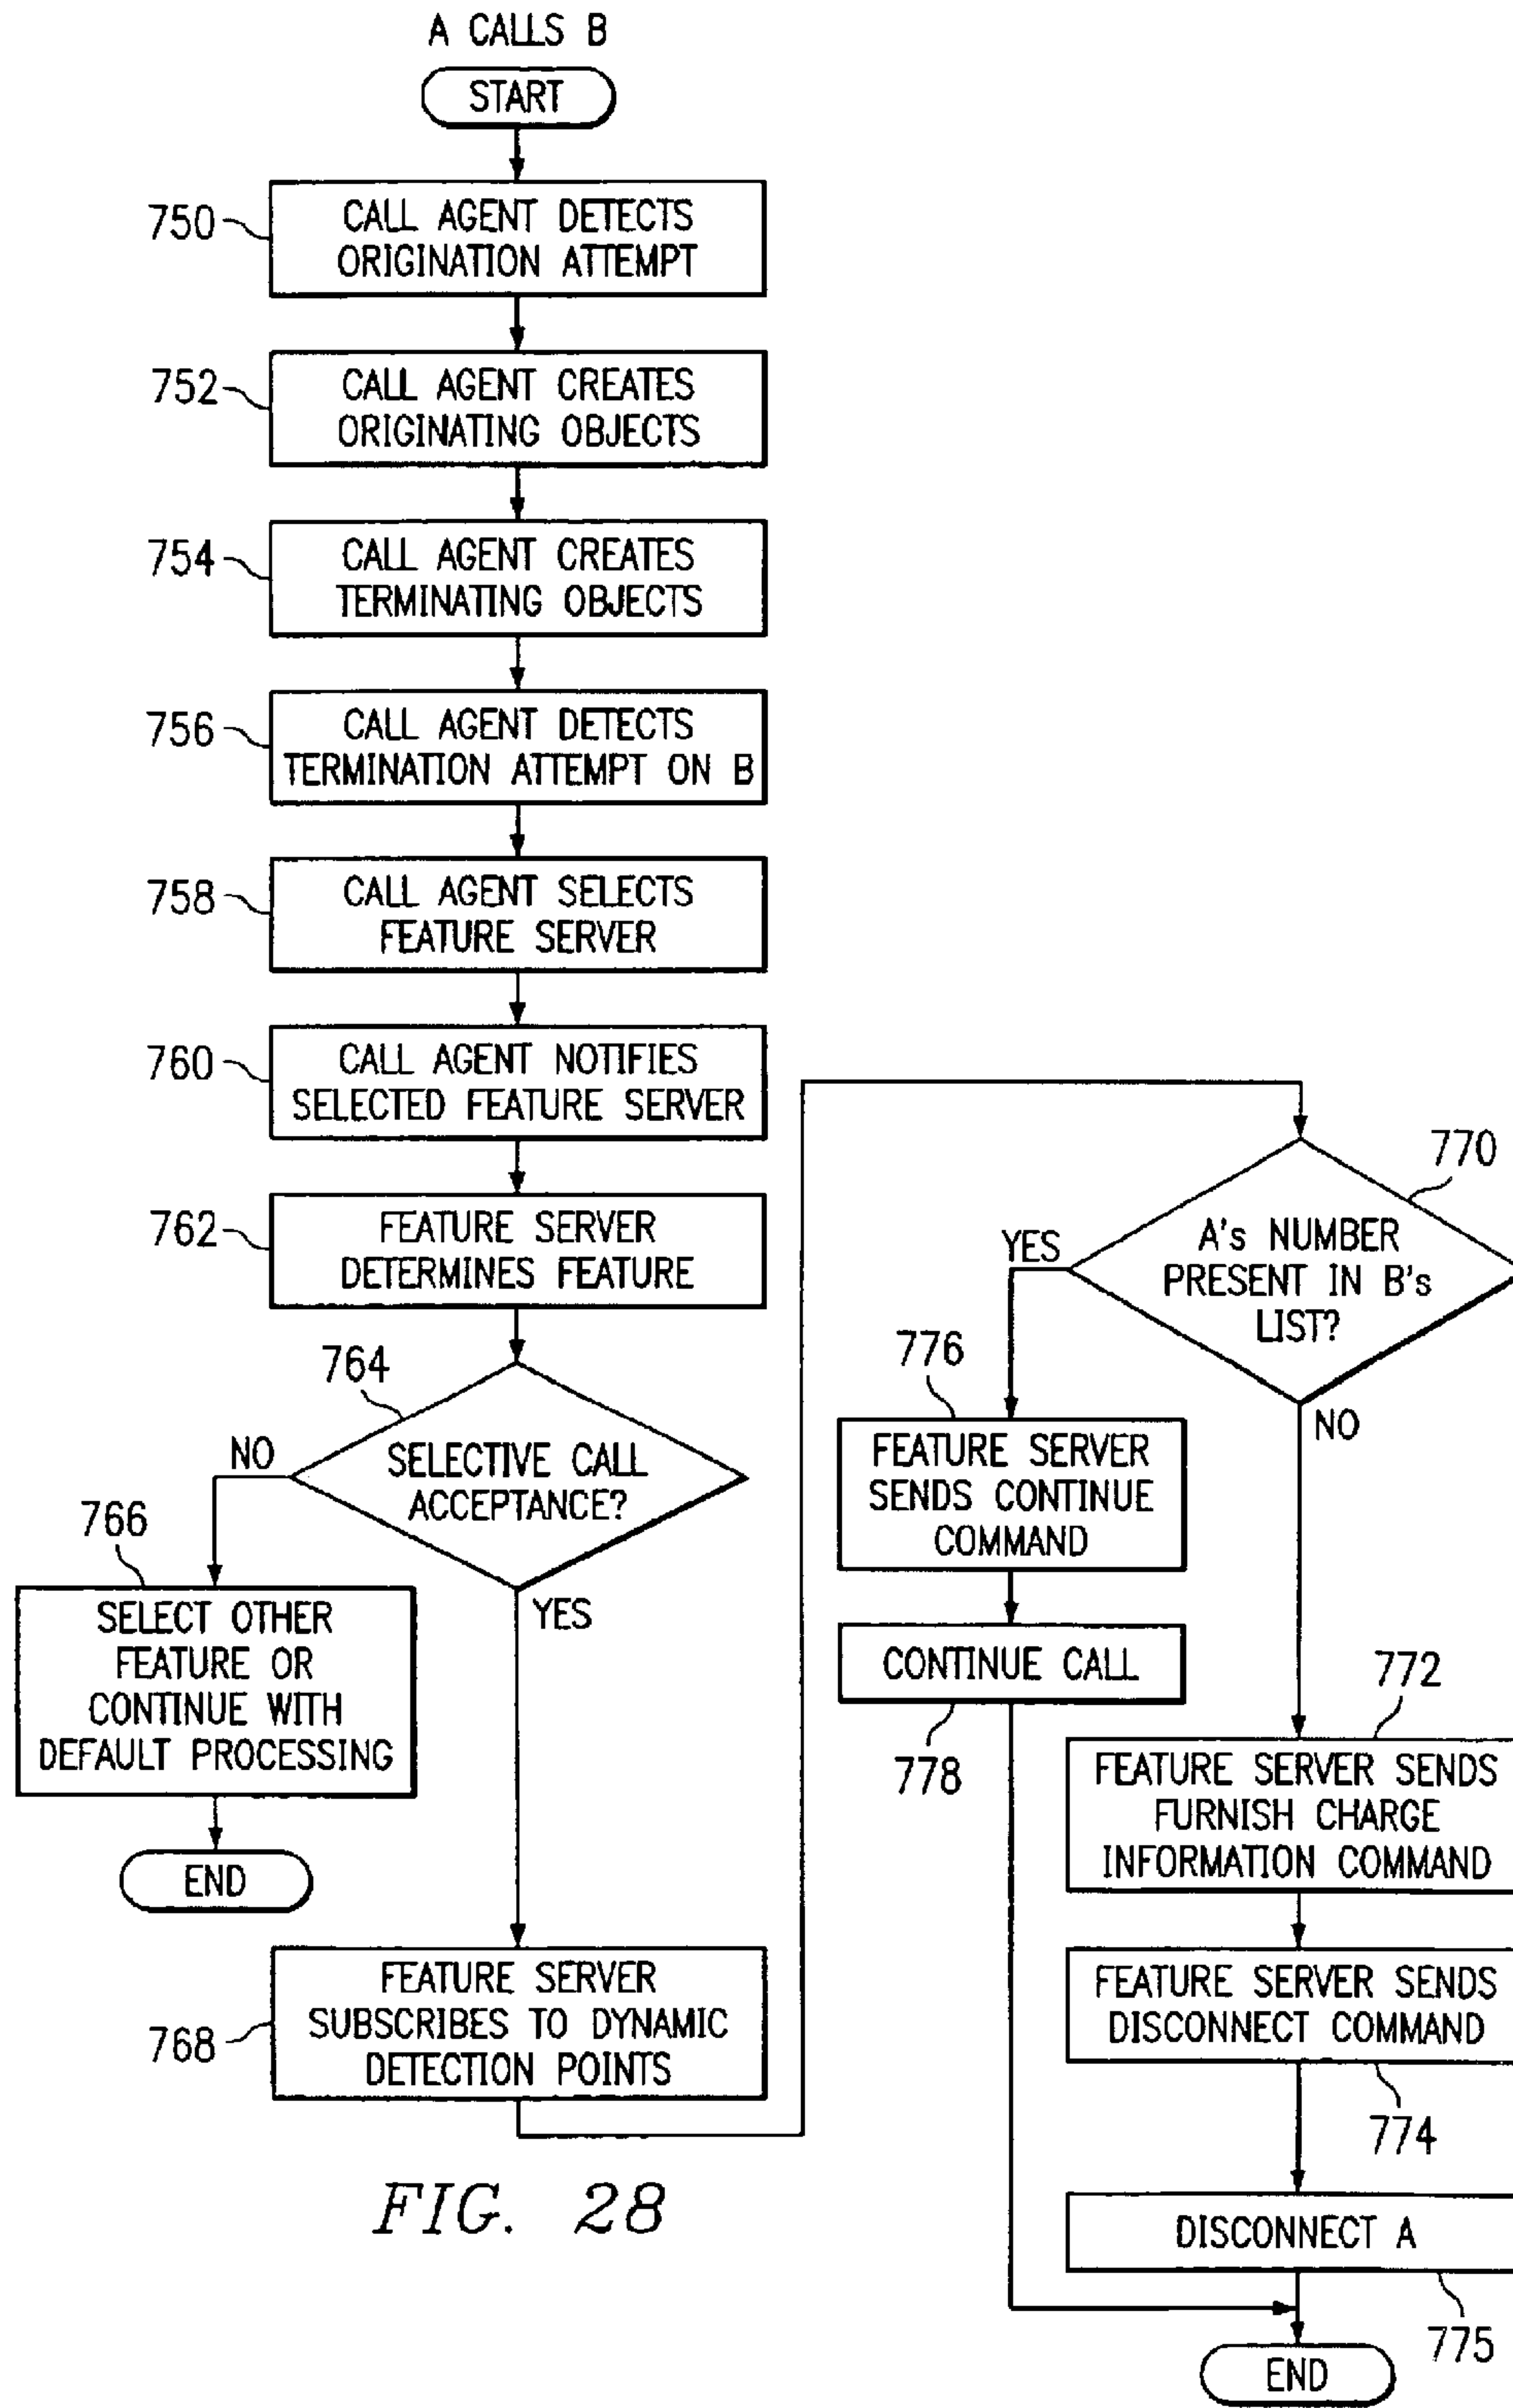 A CALLS B
START
750
CALL AGENT DETECTS
ORIGINATION ATTEMPT
752
CALL AGENT CREATES
ORIGINATING OBJECTS
754
CALL AGENT CREATES
TERMINATING OBJECTS
756
CALL AGENT DETECTS
TERMINATION ATTEMPT ON B
758
CALL AGENT SELECTS
FEATURE SERVER
760
CALL AGENT NOTIFIES
SELECTED FEATURE SERVER
762
FEATURE SERVER
DETERMINES FEATURE
764
SELECTIVE CALL
ACCEPTANCE?
NO
YES
766
SELECT OTHER
FEATURE OR
CONTINUE WITH
DEFAULT PROCESSING
END
768
FEATURE SERVER
SUBSCRIBES TO DYNAMIC
DETECTION POINTS
770
A's NUMBER
PRESENT IN B's
LIST?
YES
NO
776
FEATURE SERVER
SENDS CONTINUE
COMMAND
CONTINUE CALL
778
772
FEATURE SERVER SENDS
FURNISH CHARGE
INFORMATION COMMAND
FEATURE SERVER SENDS
DISCONNECT COMMAND
774
DISCONNECT A
775
END
FIG. 28